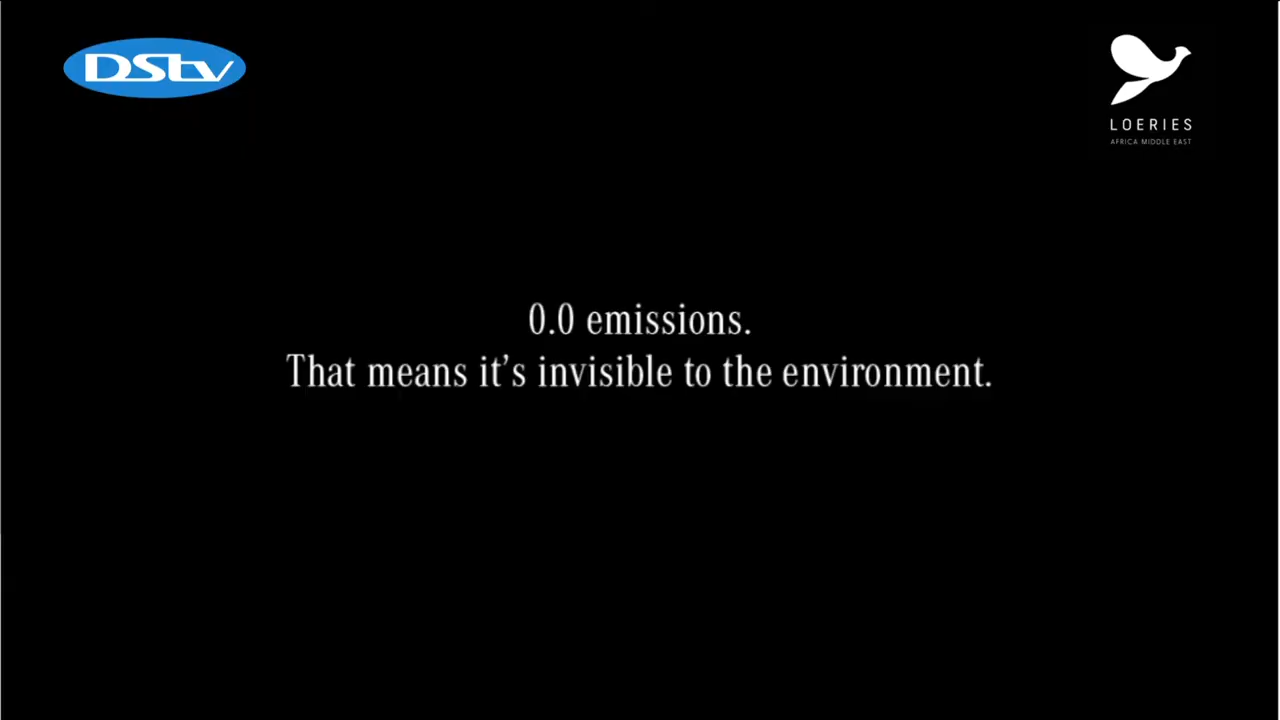 DStv
LOERIES
AFRICA MIDDLE EAST
0.0 emissions.
That means it’s invisible to the environment.